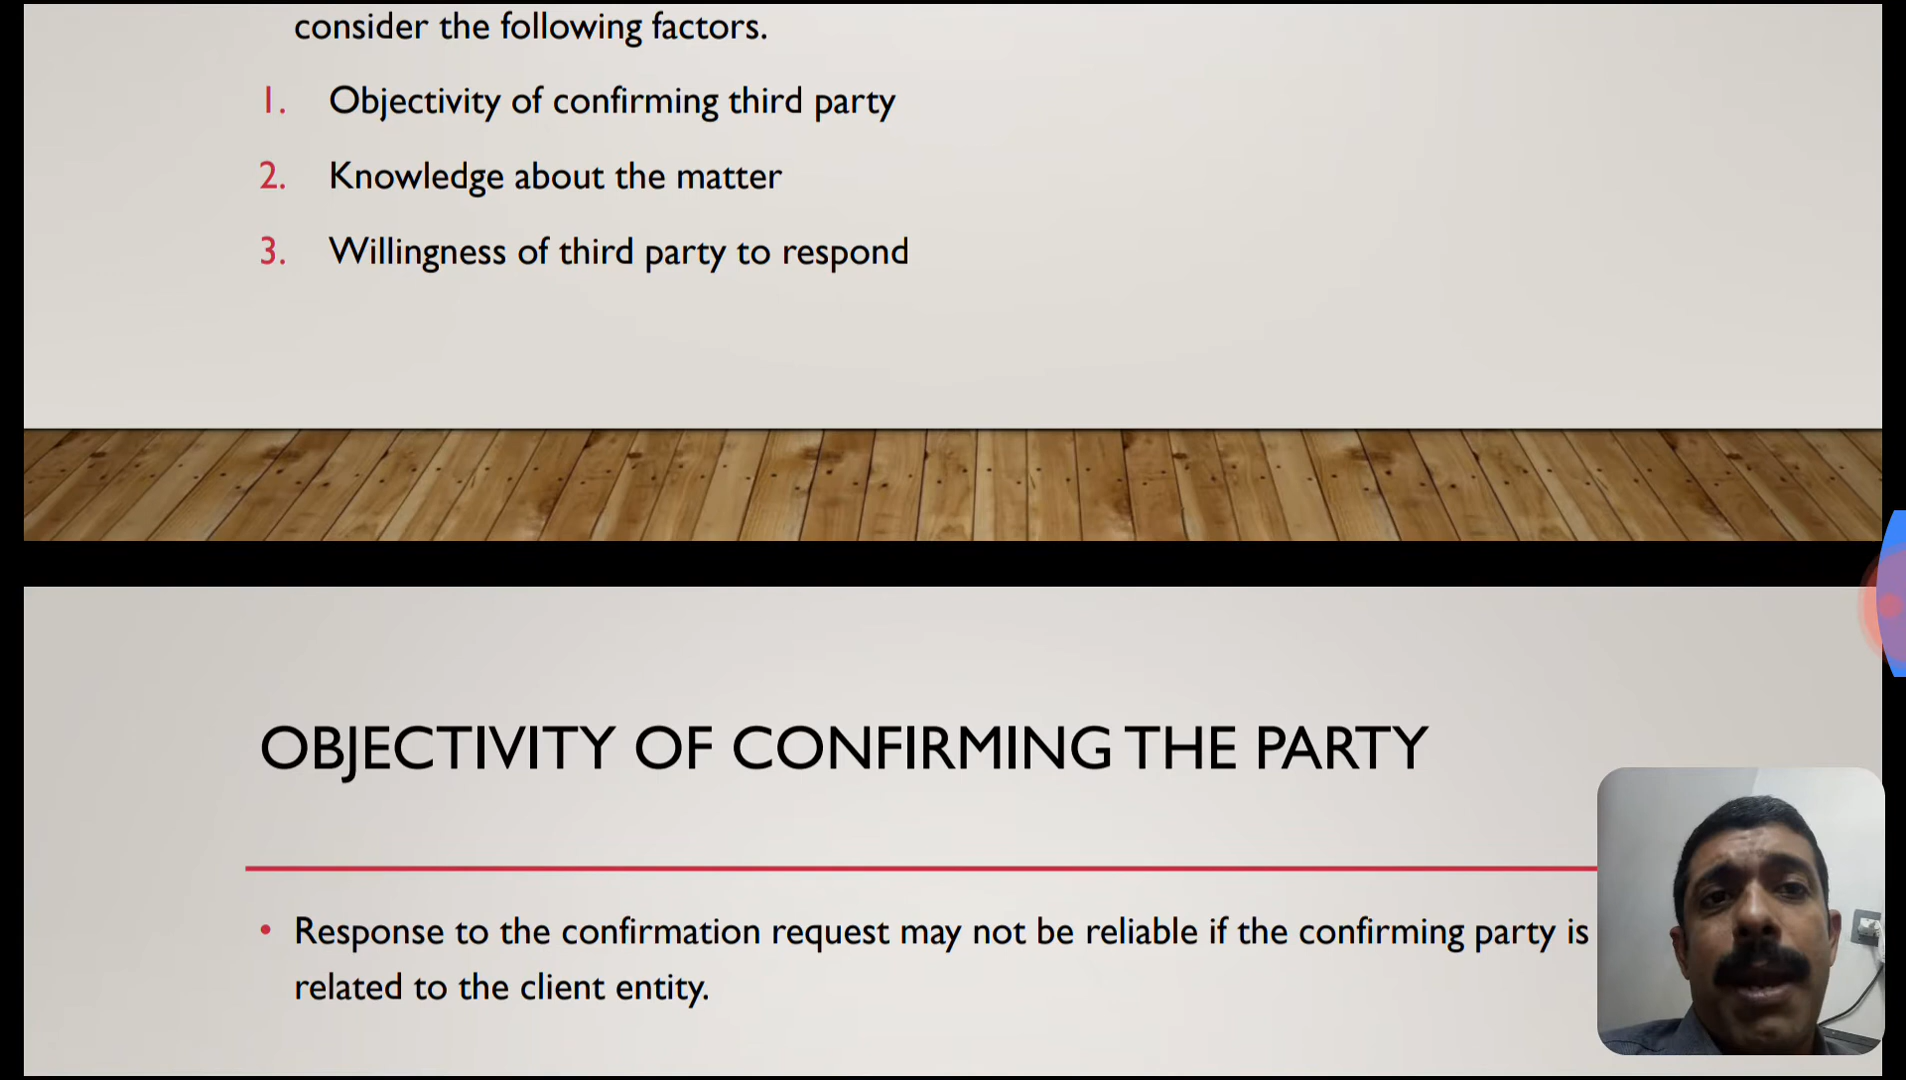 consider the following factors.
1. Objectivity of confirming third party
2. Knowledge about the matter
3. Willingness of third party to respond
OBJECTIVITY OF CONFIRMING THE PARTY
• Response to the confirmation request may not be reliable if the confirming party is
related to the client entity.